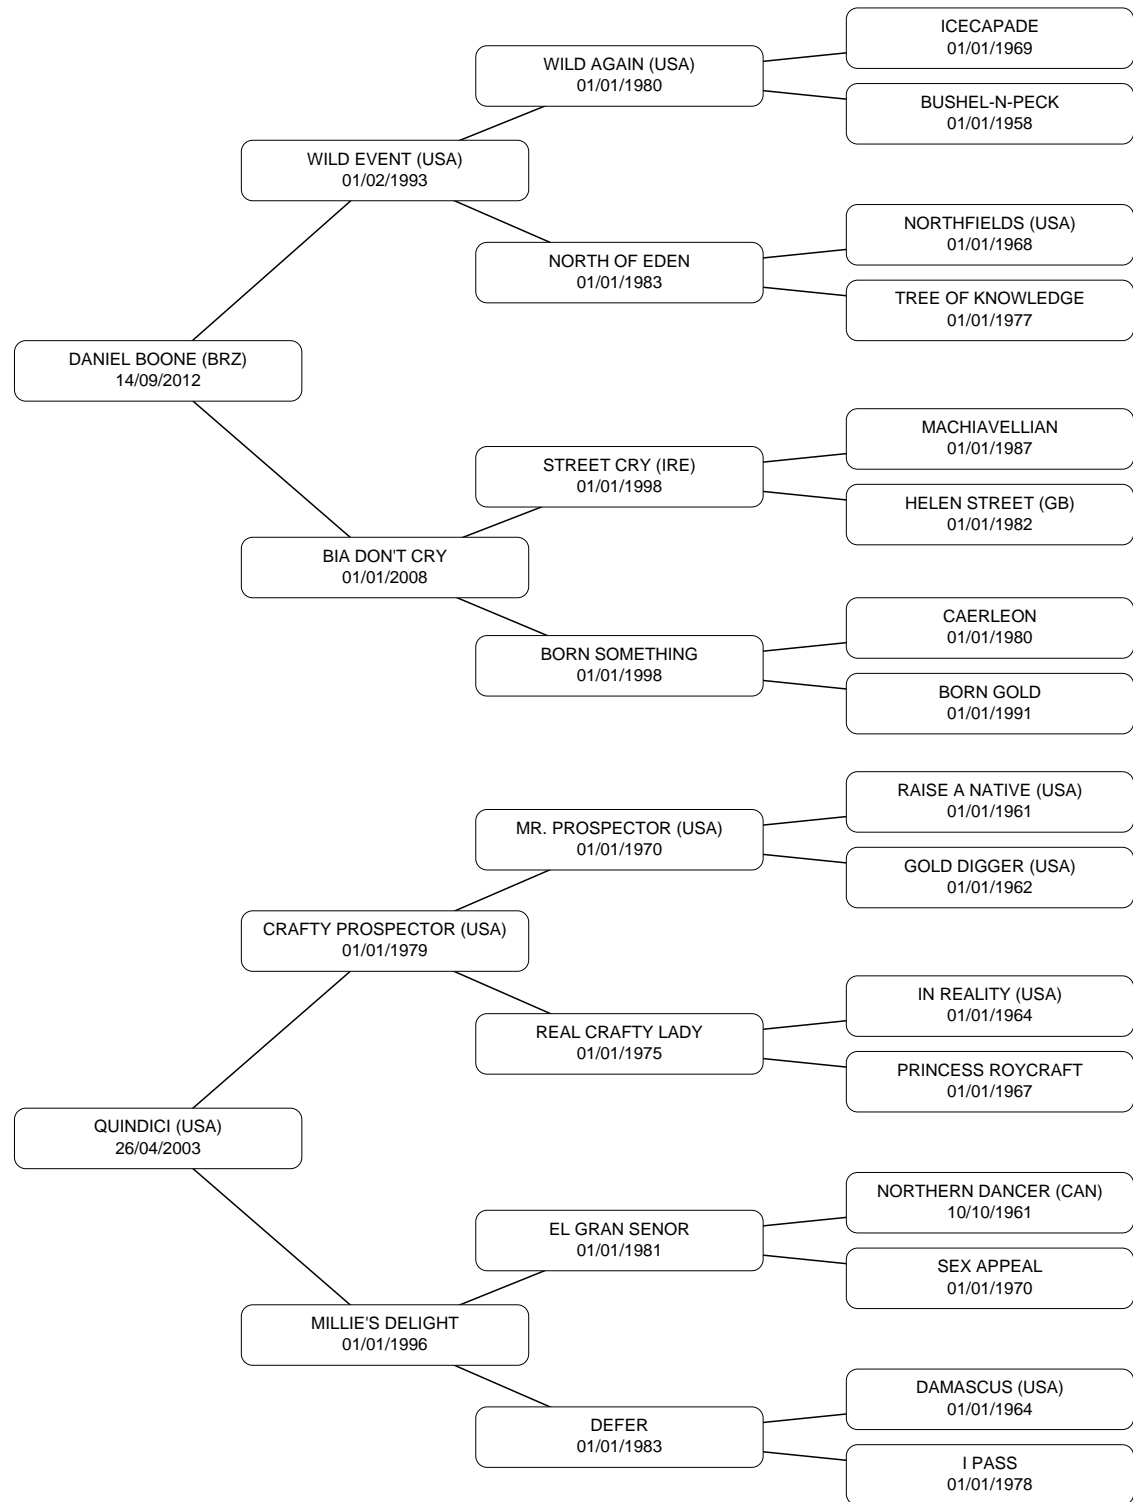 ICECAPADE
01/01/1969
WILD AGAIN (USA)
01/01/1980
BUSHEL-N-PECK
01/01/1958
WILD EVENT (USA)
01/02/1993
NORTHFIELDS (USA)
01/01/1968
NORTH OF EDEN
01/01/1983
TREE OF KNOWLEDGE
01/01/1977
DANIEL BOONE (BRZ)
14/09/2012
MACHIAVELLIAN
01/01/1987
STREET CRY (IRE)
01/01/1998
HELEN STREET (GB)
01/01/1982
BIA DON'T CRY
01/01/2008
CAERLEON
01/01/1980
BORN SOMETHING
01/01/1998
BORN GOLD
01/01/1991
RAISE A NATIVE (USA)
01/01/1961
MR. PROSPECTOR (USA)
01/01/1970
GOLD DIGGER (USA)
01/01/1962
CRAFTY PROSPECTOR (USA)
01/01/1979
IN REALITY (USA)
01/01/1964
REAL CRAFTY LADY
01/01/1975
PRINCESS ROYCRAFT
01/01/1967
QUINDICI (USA)
26/04/2003
NORTHERN DANCER (CAN)
10/10/1961
EL GRAN SENOR
01/01/1981
SEX APPEAL
01/01/1970
MILLIE'S DELIGHT
01/01/1996
DAMASCUS (USA)
01/01/1964
DEFER
01/01/1983
I PASS
01/01/1978